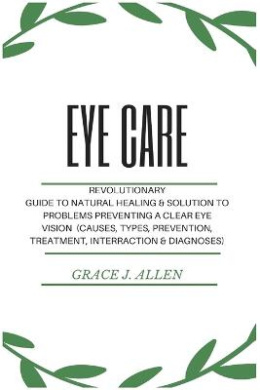 EYE CARE
REVOLUTIONARY
GUIDE TO NATURAL HEALING & SOLUTION TO
PROBLEMS PREVENTING A CLEAR EYE
VISION (CAUSES, TYPES, PREVENTION,
TREATMENT, INTERRACTION & DIAGNOSES)
GRACE J. ALLEN